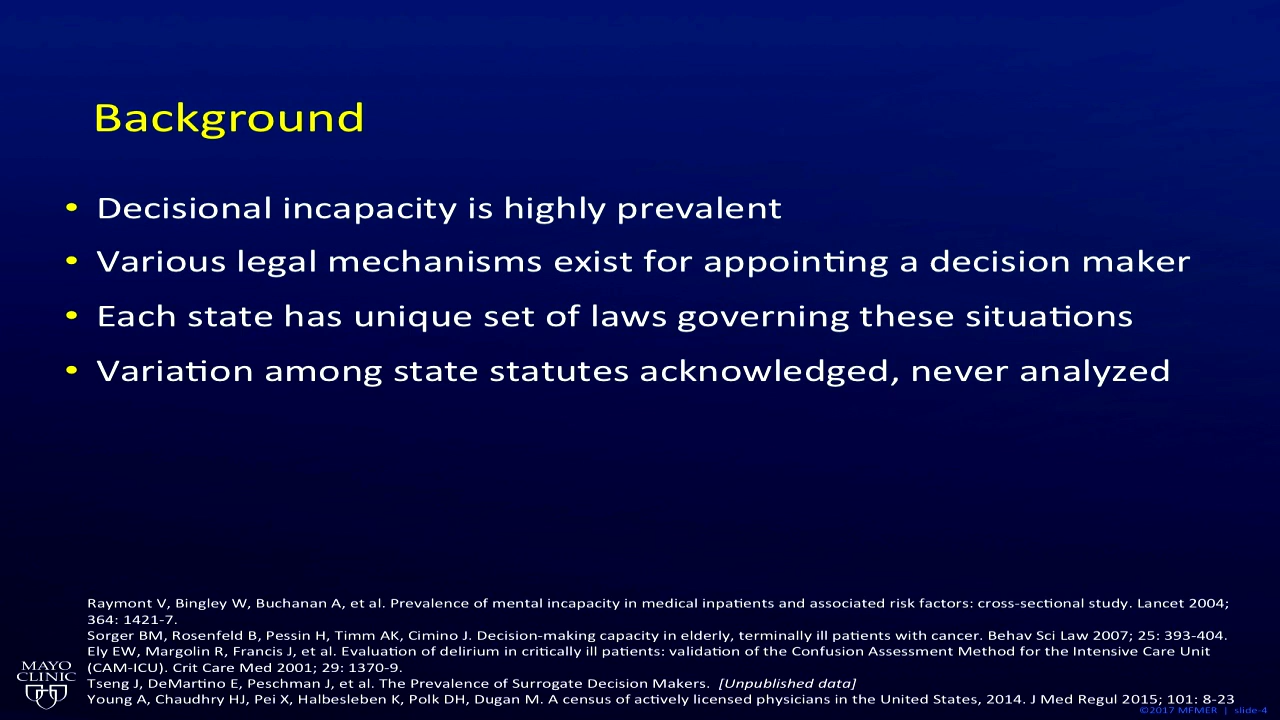 Background
• Decisional incapacity is highly prevalent
• Various legal mechanisms exist for appointing a decision maker
• Each state has unique set of laws governing these situations
• Variation among state statutes acknowledged, never analyzed
Raymont V, Bingley W, Buchanan A, et al. Prevalence of mental incapacity in medical inpatients and associated risk factors: cross-sectional study. Lancet 2004;
364: 1421-7.
Sorger BM, Rosenfeld B, Pessin H, Timm AK, Cimino J. Decision-making capacity in elderly, terminally ill patients with cancer. Behav Sci Law 2007; 25: 393-404.
Ely EW, Margolin R, Francis J, et al. Evaluation of delirium in critically ill patients: validation of the Confusion Assessment Method for the Intensive Care Unit
(CAM-ICU). Crit Care Med 2001; 29: 1370-9.
Tseng J, DeMartino E, Peschman J, et al. The Prevalence of Surrogate Decision Makers. [Unpublished data]
Young A, Chaudhry HJ, Pei X, Halbesleben K, Polk DH, Dugan M. A census of actively licensed physicians in the United States, 2014. J Med Regul 2015; 101: 8-23
MAYO
CLINIC
©2017 MFMER | slide-4